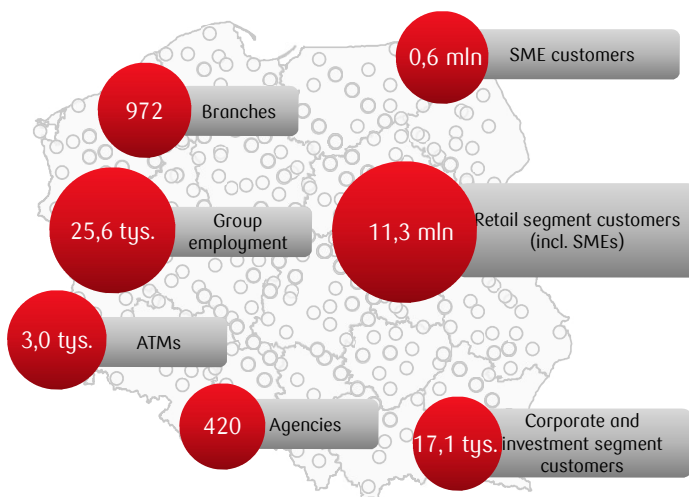 0,6 mln
SME customers
972
Branches
25,6 tys.
Group
employment
11,3 mln
Retail segment customers
(incl. SMEs)
3,0 tys.
ATMs
420
Agencies
17,1 tys.
Corporate and
investment segment
customers